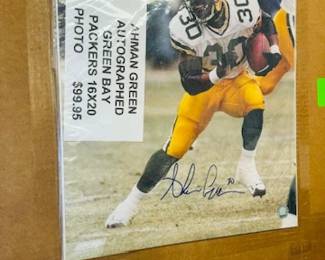 AHMAN GREEN
AUTOGRAPHED
GREEN BAY
PACKERS 16X20
PHOTO $99.95
30
30